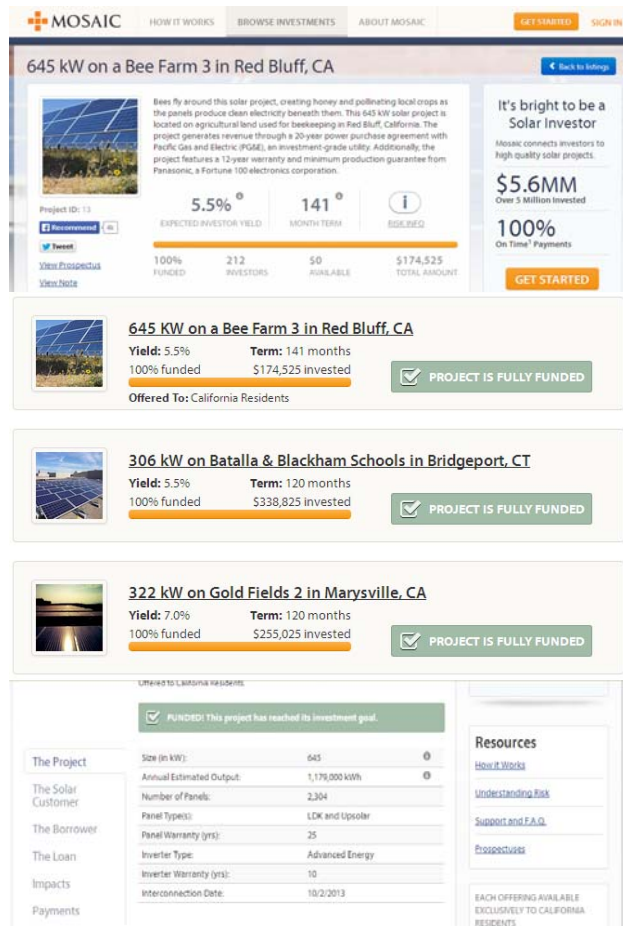 MOSAIC
HOW IT WORKS
BROWSE INVESTMENTS
ABOUT MOSAIC
GET STARTED
SIGN IN
645 kW on a Bee Farm 3 in Red Bluff, CA
Back to listings
Bees fly around this solar project, creating honey and pollinating local crops as
the panels produce clean electricity beneath them. This 645 kW solar project is
located on agricultural land used for beekeeping in Red Bluff, California. The
project generates revenue through a 20-year power purchase agreement with
Pacific Gas and Electric (PG&E), an investment-grade utility. Additionally, the
project features a 12-year warranty and minimum production guarantee from
Panasonic, a Fortune 100 electronics corporation.
Project ID: 13
Recommend 46
Tweet
View Prospectus
View Note
5.5%
EXPECTED INVESTOR YIELD
141
MONTH TERM
i
RISK INFO
100%
FUNDED
212
INVESTORS
$0
AVAILABLE
$174,525
TOTAL AMOUNT
It's bright to be a
Solar Investor
Mosaic connects investors to
high quality solar projects.
$5.6MM
Over 5 Million Invested
100%
On Time¹ Payments
GET STARTED
645 KW on a Bee Farm 3 in Red Bluff, CA
Yield: 5.5% Term: 141 months
100% funded $174,525 invested
PROJECT IS FULLY FUNDED
Offered To: California Residents
306 kW on Batalla & Blackham Schools in Bridgeport, CT
Yield: 5.5% Term: 120 months
100% funded $338,825 invested
PROJECT IS FULLY FUNDED
322 kW on Gold Fields 2 in Marysville, CA
Yield: 7.0% Term: 120 months
100% funded $255,025 invested
PROJECT IS FULLY FUNDED
Offered to California Residents.
FUNDED! This project has reached its investment goal.
The Project
The Solar
Customer
The Borrower
The Loan
Impacts
Payments
Size (in kW): 645
Annual Estimated Output: 1,179,000 kWh
Number of Panels: 2,304
Panel Type(s): LDK and Upsolar
Panel Warranty (yrs): 25
Inverter Type: Advanced Energy
Inverter Warranty (yrs): 10
Interconnection Date: 10/2/2013
Resources
How it Works
Understanding Risk
Support and F.A.Q.
Prospectuses
EACH OFFERING AVAILABLE
EXCLUSIVELY TO CALIFORNIA
RESIDENTS